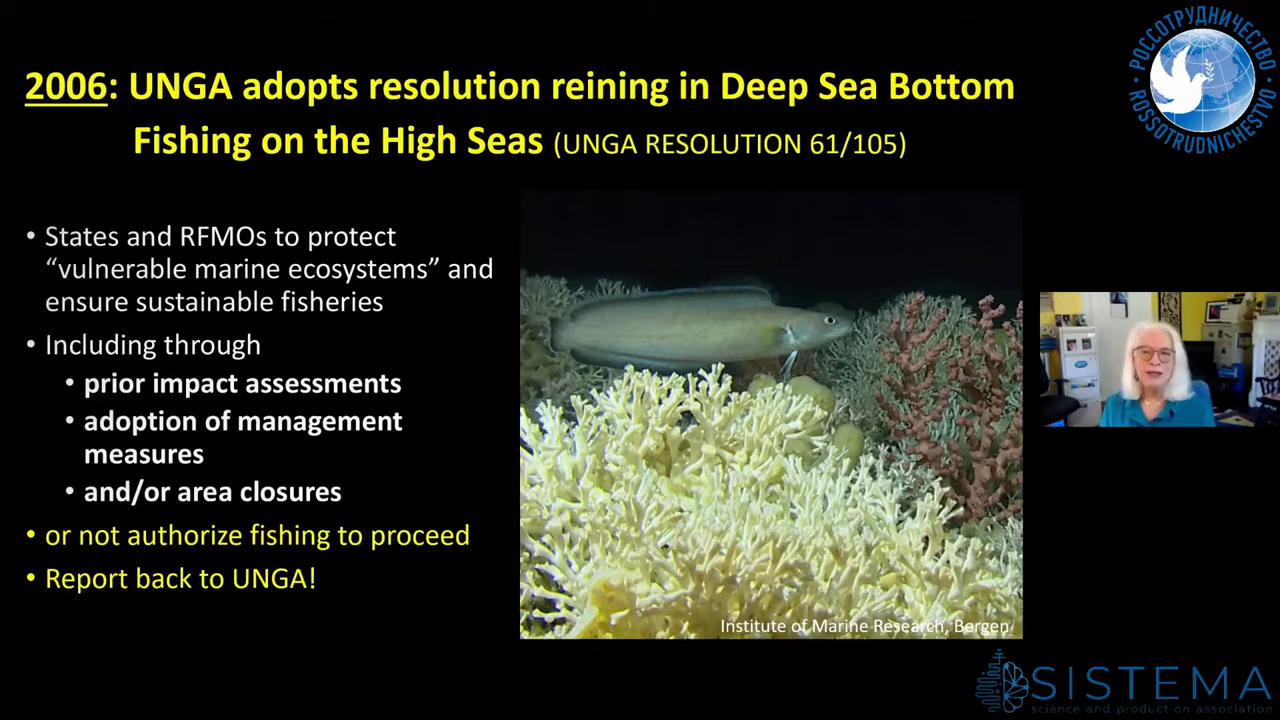 2006: UNGA adopts resolution reining in Deep Sea Bottom
Fishing on the High Seas (UNGA RESOLUTION 61/105)
• States and RFMOs to protect
“vulnerable marine ecosystems” and
ensure sustainable fisheries
• Including through
• prior impact assessments
• adoption of management
measures
• and/or area closures
• or not authorize fishing to proceed
• Report back to UNGA!
Institute of Marine Research, Bergen
РОССОТРУДНИЧЕСТВО
ROSSOTRUDNICHESTVO
SISTEMA
science and production association